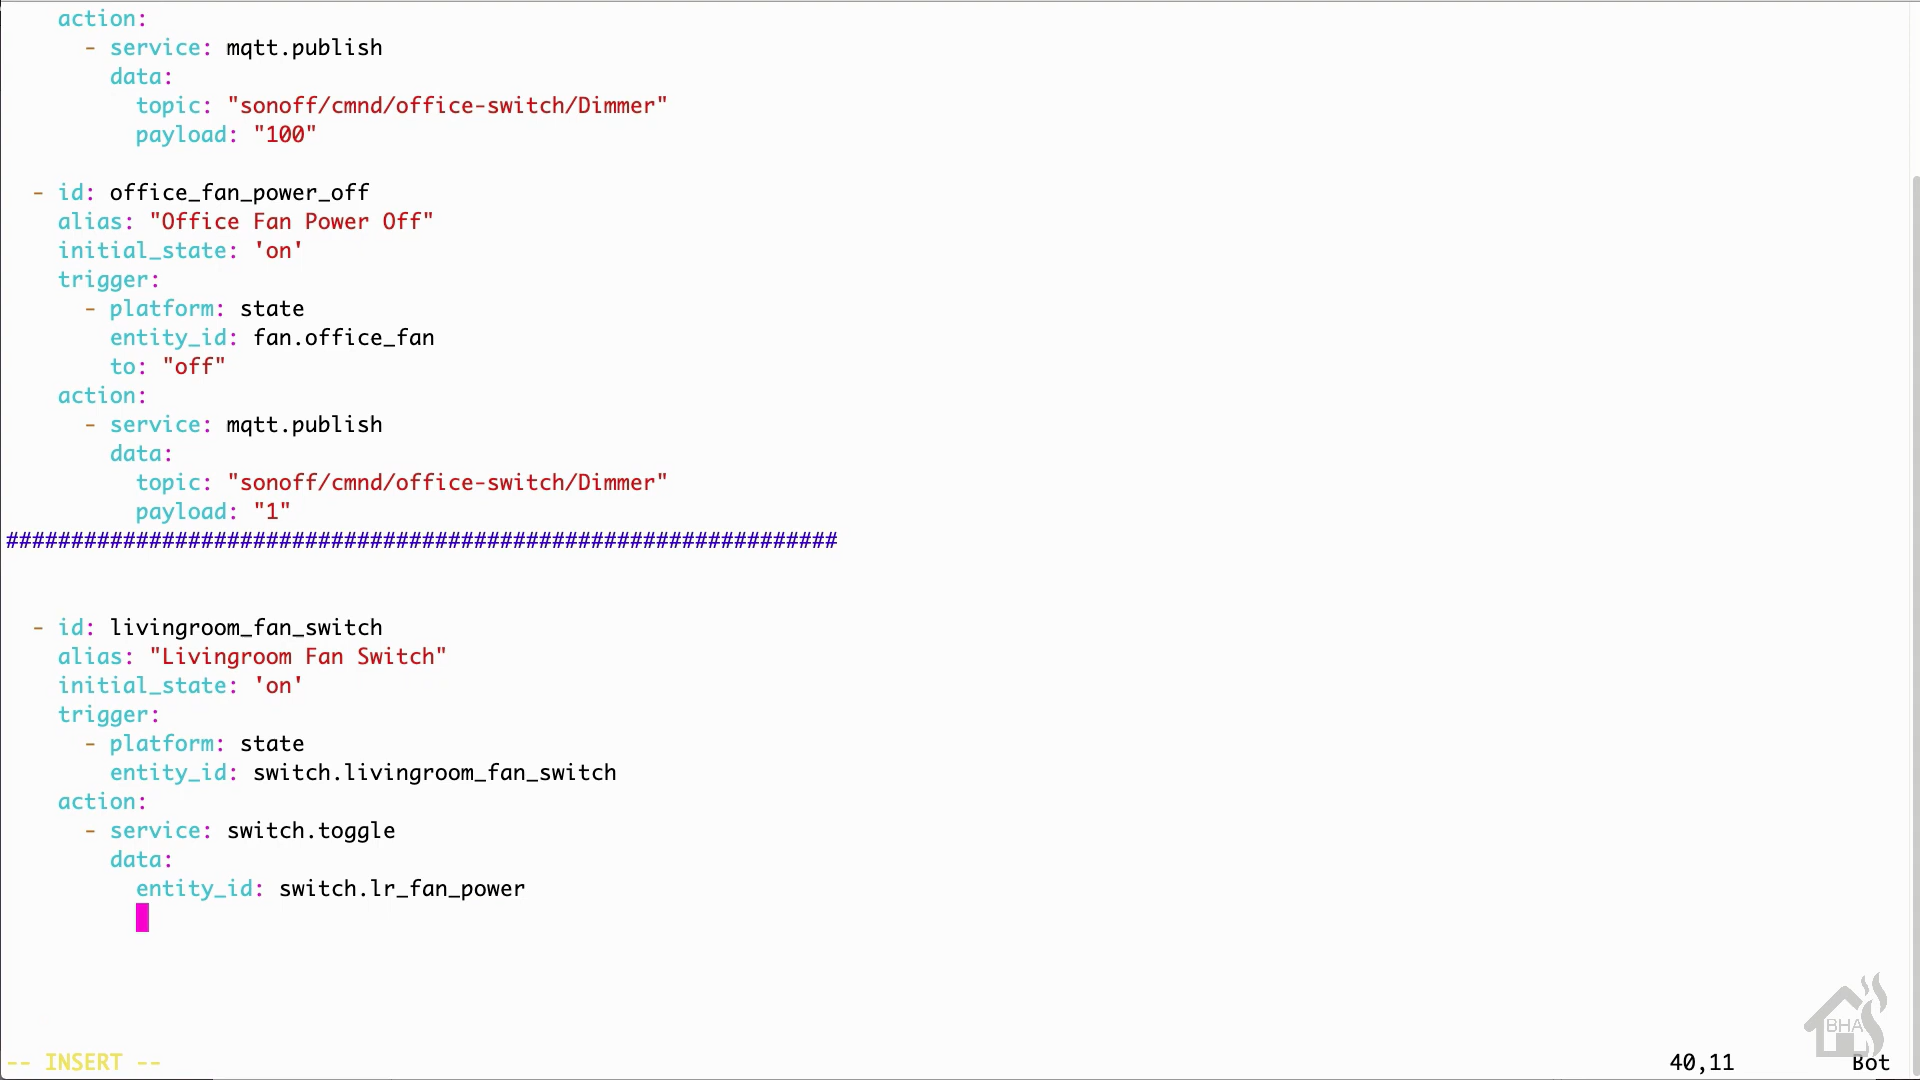 action:
- service: mqtt.publish
data:
topic: "sonoff/cmnd/office-switch/Dimmer"
payload: "100"
- id: office_fan_power_off
alias: "Office Fan Power Off"
initial_state: 'on'
trigger:
- platform: state
entity_id: fan.office_fan
to: "off"
action:
- service: mqtt.publish
data:
topic: "sonoff/cmnd/office-switch/Dimmer"
payload: "1"
################################################################
- id: livingroom_fan_switch
alias: "Livingroom Fan Switch"
initial_state: 'on'
trigger:
- platform: state
entity_id: switch.livingroom_fan_switch
action:
- service: switch.toggle
data:
entity_id: switch.lr_fan_power
BHA
-- INSERT --
40,11
Bot